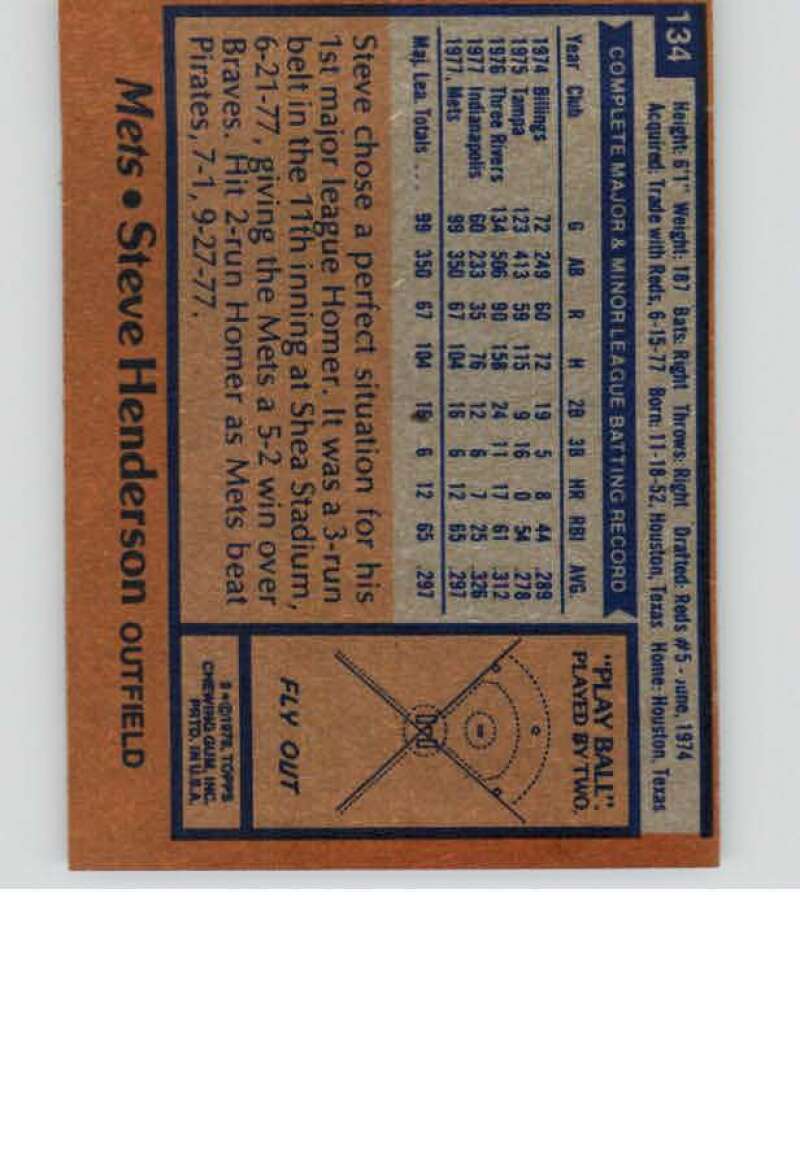 134
Height: 6'1" Weight: 187 Bats: Right Throws: Right Drafted: Reds #5 - June, 1974
Acquired: Trade with Reds, 6-15-77 Born: 11-18-52, Houston, Texas Home: Houston, Texas
COMPLETE MAJOR & MINOR LEAGUE BATTING RECORD
Year Club G AB R H 2B 3B HR RBI AVG.
1974 Billings 72 249 60 72 19 5 8 44 .289
1975 Tampa 123 413 59 115 9 16 0 54 .278
1976 Three Rivers 134 506 90 158 24 11 17 61 .312
1977 Indianapolis 60 233 35 76 12 6 7 25 .326
1977, Mets 99 350 67 104 16 6 12 65 .297
Maj. Lea. Totals ... 99 350 67 104 16 6 12 65 .297
Steve chose a perfect situation for his
1st major league Homer. It was a 3-run
belt in the 11th inning at Shea Stadium,
6-21-77, giving the Mets a 5-2 win over
Braves. Hit 2-run Homer as Mets beat
Pirates, 7-1, 9-27-77.
"PLAY BALL":
PLAYED BY TWO.
FLY OUT
©1978, TOPPS
CHEWING GUM, INC.
PRTD. IN U.S.A.
Mets • Steve Henderson OUTFIELD